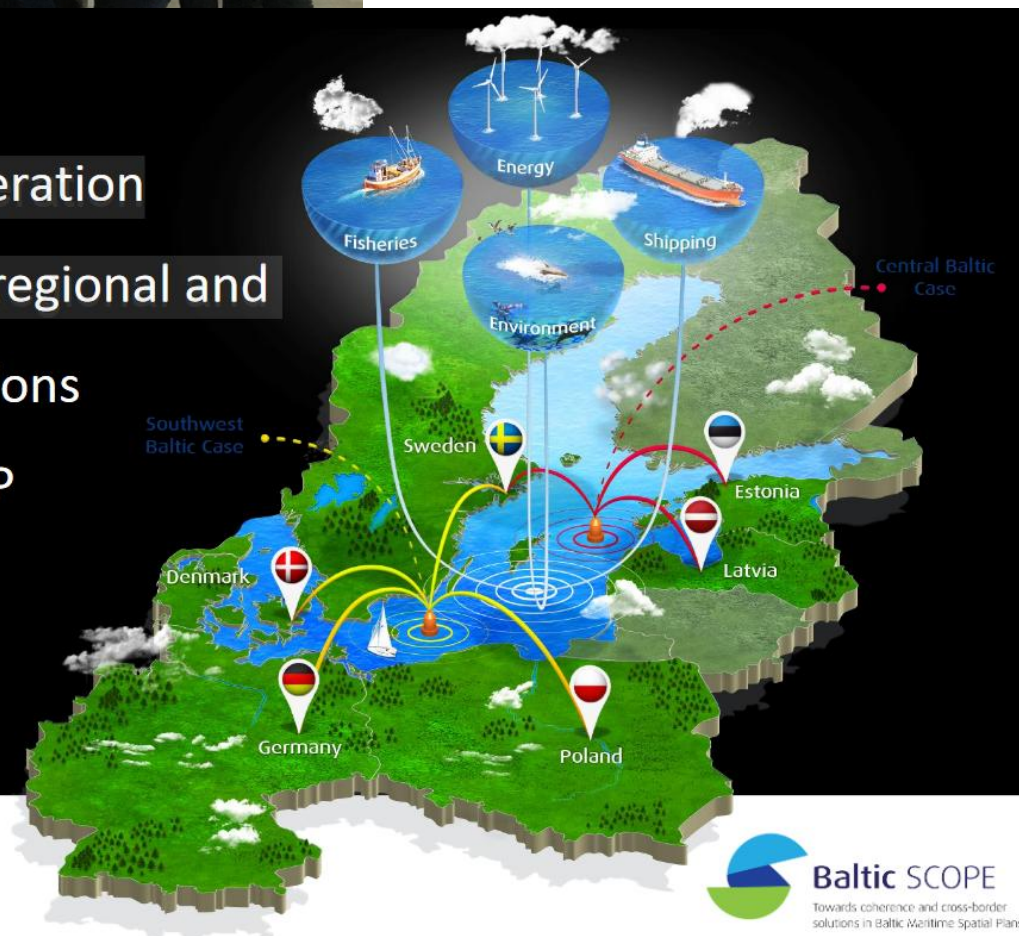 eration
regional and
ons
P
Energy
Fisheries
Shipping
Environment
Central Baltic
Case
Southwest
Baltic Case
Sweden
Estonia
Latvia
Denmark
Germany
Poland
Baltic SCOPE
Towards coherence and cross-border
solutions in Baltic Maritime Spatial Plans